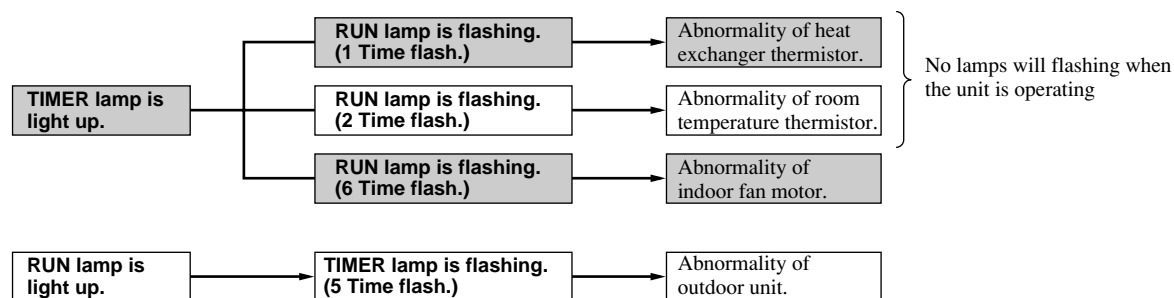 RUN lamp is flashing.
(1 Time flash.)
Abnormality of heat
exchanger thermistor.
No lamps will flashing when
the unit is operating
TIMER lamp is
light up.
RUN lamp is flashing.
(2 Time flash.)
Abnormality of room
temperature thermistor.
RUN lamp is flashing.
(6 Time flash.)
Abnormality of
indoor fan motor.
RUN lamp is
light up.
TIMER lamp is flashing.
(5 Time flash.)
Abnormality of
outdoor unit.